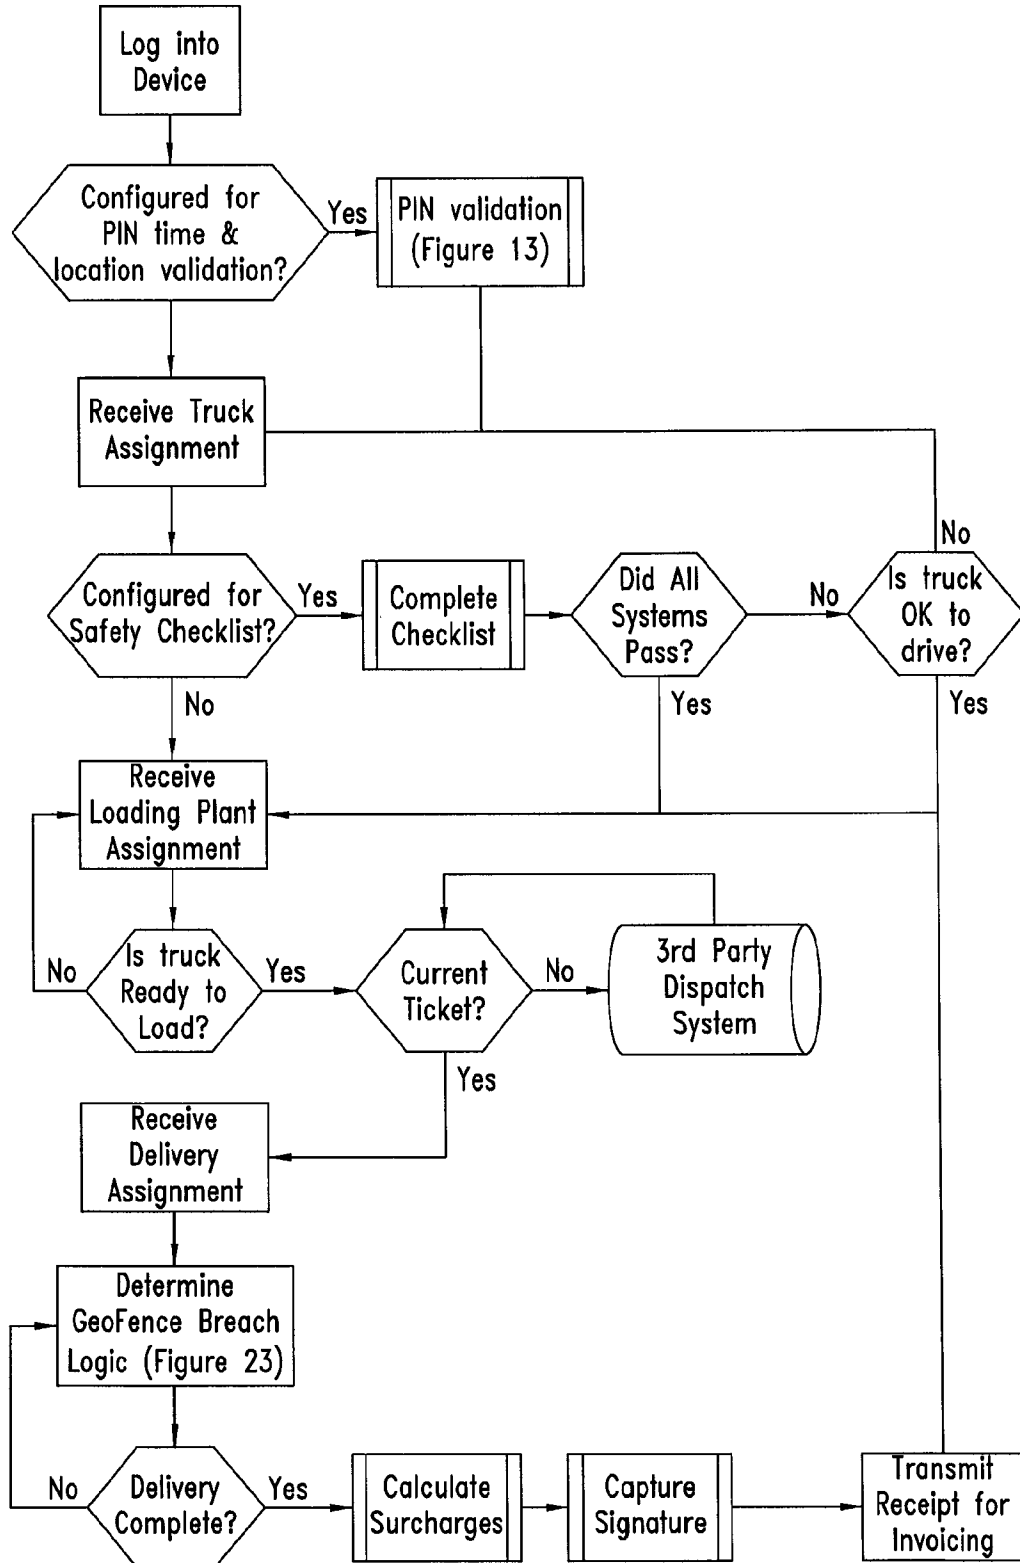 Log into
Device
Configured for
PIN time &
location validation?
Yes
PIN validation
(Figure 13)
Receive Truck
Assignment
No
Configured for
Safety Checklist?
Yes
Complete
Checklist
Did All
Systems
Pass?
No
Is truck
OK to
drive?
No
Yes
Yes
Receive
Loading Plant
Assignment
No
Is truck
Ready to
Load?
Yes
Current
Ticket?
No
3rd Party
Dispatch
System
Yes
Receive
Delivery
Assignment
Determine
GeoFence Breach
Logic (Figure 23)
No
Delivery
Complete?
Yes
Calculate
Surcharges
Capture
Signature
Transmit
Receipt for
Invoicing